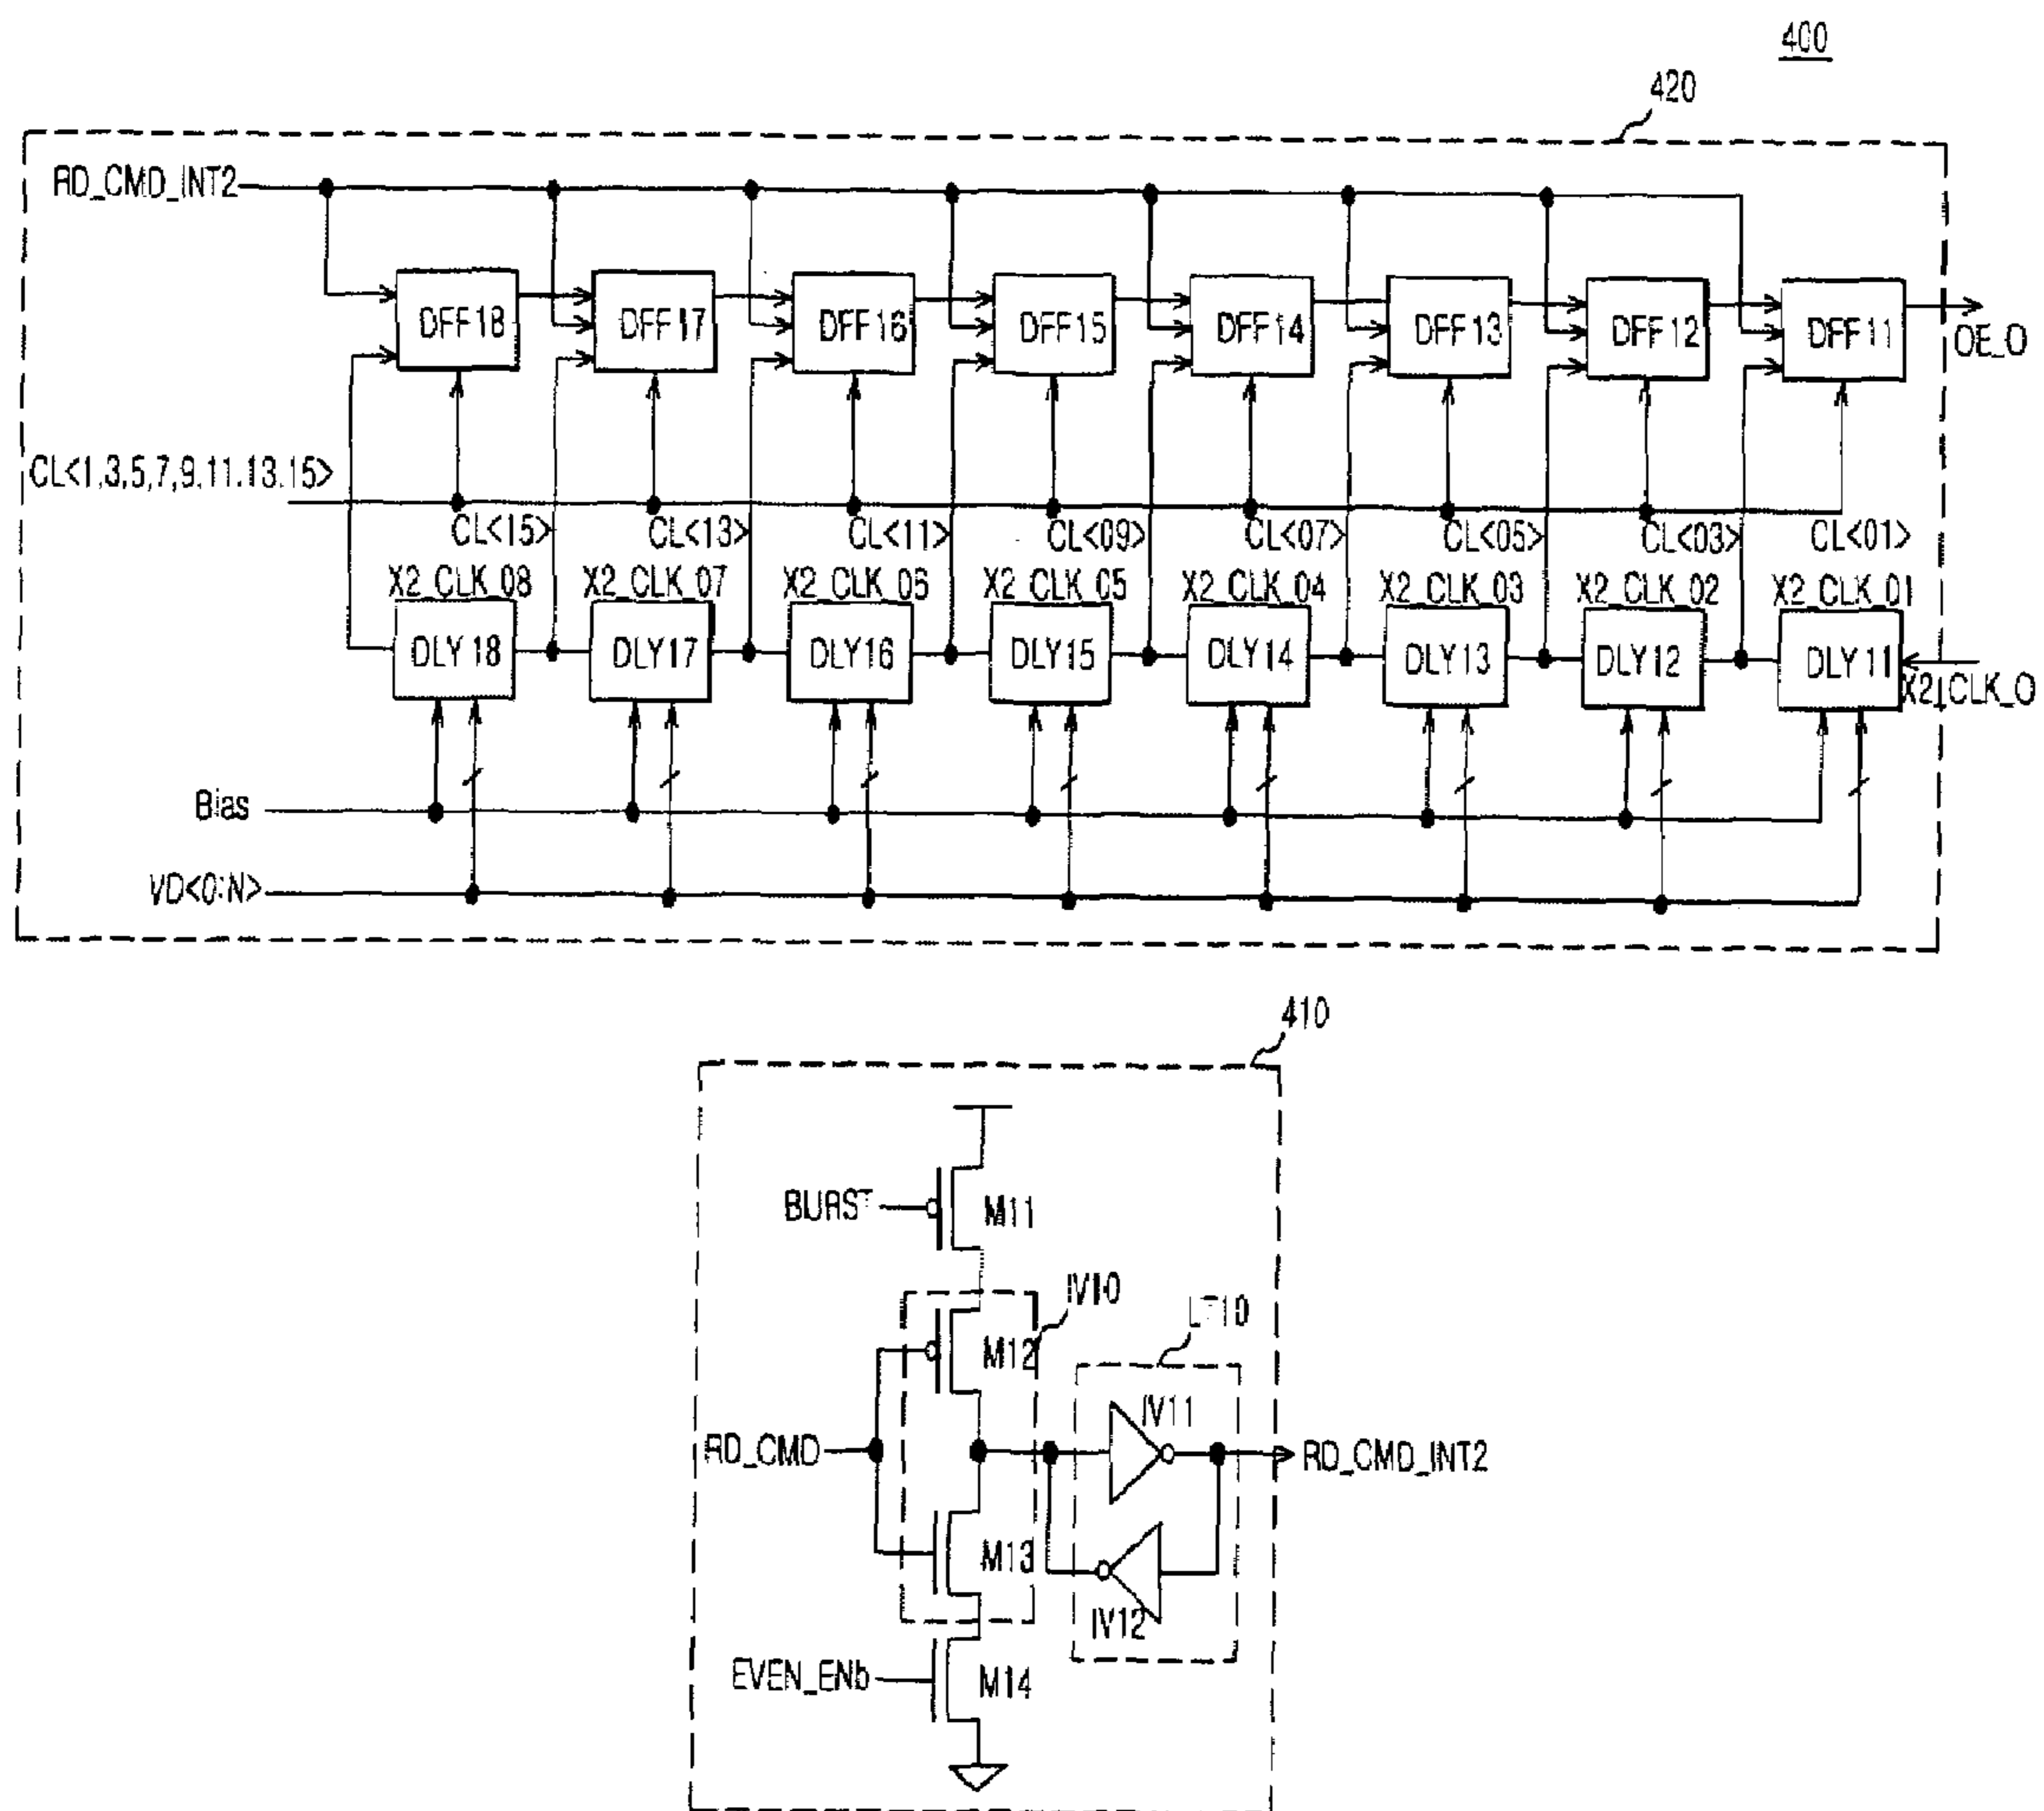 400
420
RD_CMD_INT2
DFF18 DFF17 DFF16 DFF15 DFF14 DFF13 DFF12 DFF11
OE_O
CL<1,3,5,7,9,11,13,15>
CL<15> CL<13> CL<11> CL<09> CL<07> CL<05> CL<03> CL<01>
X2_CLK_08 X2_CLK_07 X2_CLK_06 X2_CLK_05 X2_CLK_04 X2_CLK_03 X2_CLK_02 X2_CLK_01
DLY18 DLY17 DLY16 DLY15 DLY14 DLY13 DLY12 DLY11
X2_CLK_O
Bias
VD<0:N>
410
BURST
M11
IV10
LT10
M12
IV11
RD_CMD
RD_CMD_INT2
M13
IV12
EVEN_ENb
M14